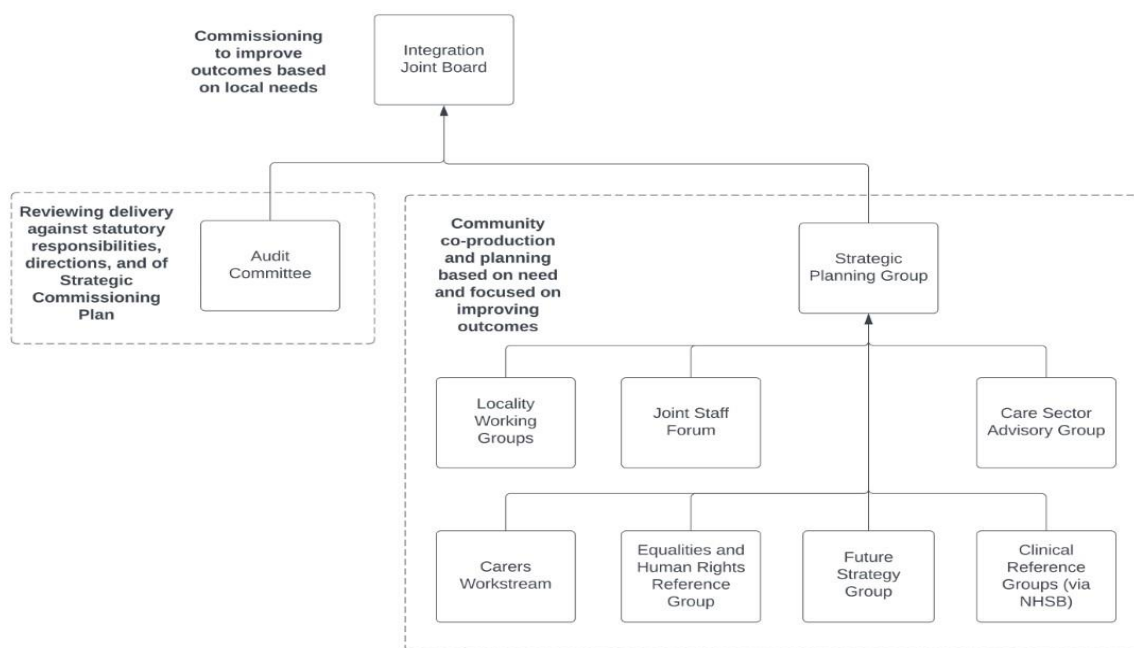 Commissioning
to improve
outcomes based
on local needs
Integration
Joint Board
Reviewing delivery
against statutory
responsibilities,
directions, and of
Strategic
Commissioning
Plan
Audit
Committee
Community
co-production
and planning
based on need
and focused on
improving
outcomes
Strategic
Planning Group
Locality
Working
Groups
Joint Staff
Forum
Care Sector
Advisory Group
Carers
Workstream
Equalities and
Human Rights
Reference
Group
Future
Strategy
Group
Clinical
Reference
Groups (via
NHSB)